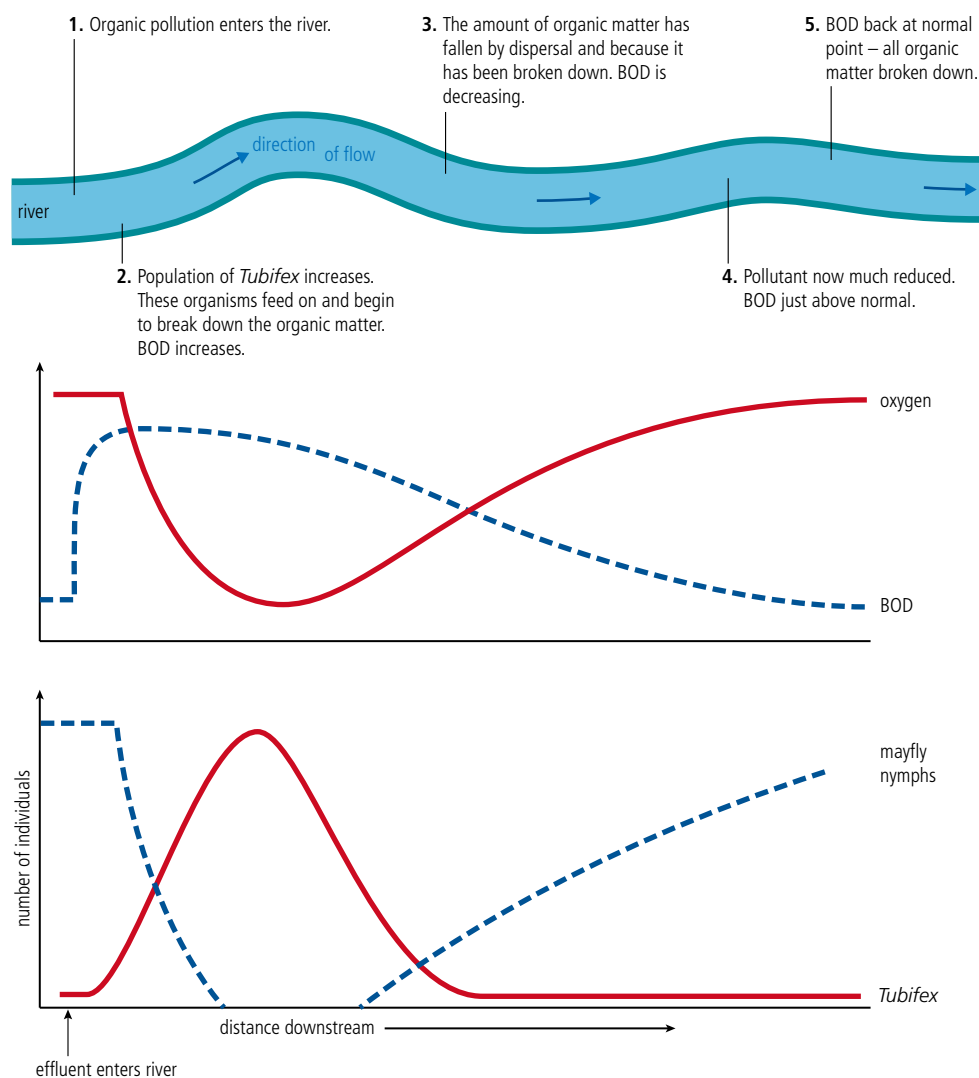 1. Organic pollution enters the river.
3. The amount of organic matter has
fallen by dispersal and because it
has been broken down. BOD is
decreasing.
5. BOD back at normal
point – all organic
matter broken down.
direction of flow
river
2. Population of Tubifex increases.
These organisms feed on and begin
to break down the organic matter.
BOD increases.
4. Pollutant now much reduced.
BOD just above normal.
oxygen
BOD
number of individuals
mayfly
nymphs
Tubifex
distance downstream
effluent enters river